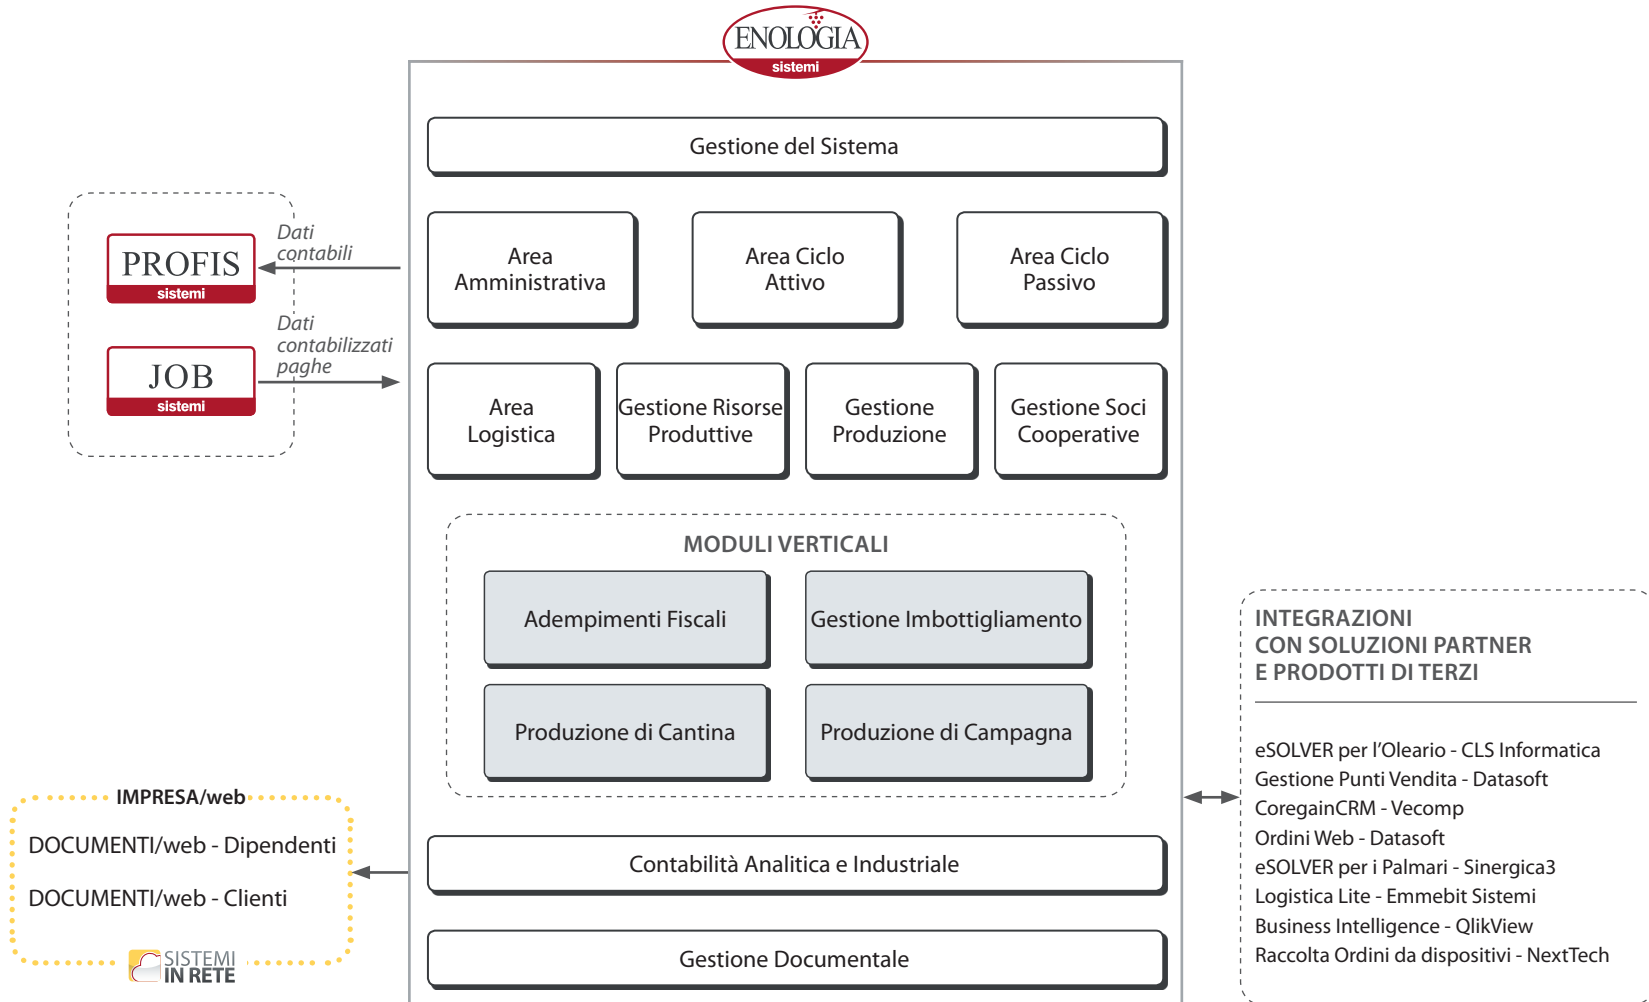 ENOLOGIA
sistemi
Gestione del Sistema
Dati
contabili
PROFIS
sistemi
Dati
contabilizzati
paghe
JOB
sistemi
Area
Amministrativa
Area Ciclo
Attivo
Area Ciclo
Passivo
Area
Logistica
Gestione Risorse
Produttive
Gestione
Produzione
Gestione Soci
Cooperative
MODULI VERTICALI
Adempimenti Fiscali
Gestione Imbottigliamento
Produzione di Cantina
Produzione di Campagna
IMPRESA/web
DOCUMENTI/web - Dipendenti
DOCUMENTI/web - Clienti
SISTEMI
IN RETE
Contabilità Analitica e Industriale
Gestione Documentale
INTEGRAZIONI
CON SOLUZIONI PARTNER
E PRODOTTI DI TERZI
eSOLVER per l'Oleario - CLS Informatica
Gestione Punti Vendita - Datasoft
CoregainCRM - Vecomp
Ordini Web - Datasoft
eSOLVER per i Palmari - Sinergica3
Logistica Lite - Emmebit Sistemi
Business Intelligence - QlikView
Raccolta Ordini da dispositivi - NextTech